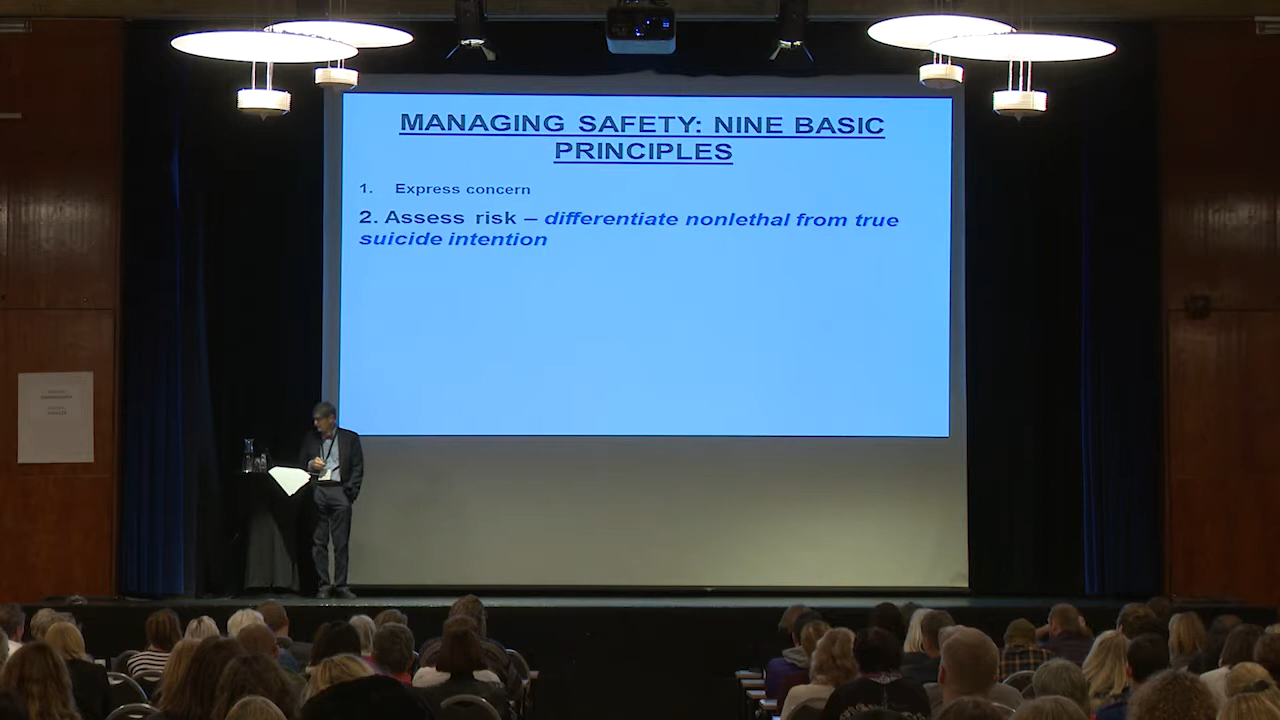 MANAGING SAFETY: NINE BASIC
PRINCIPLES
1. Express concern
2. Assess risk – differentiate nonlethal from true
suicide intention